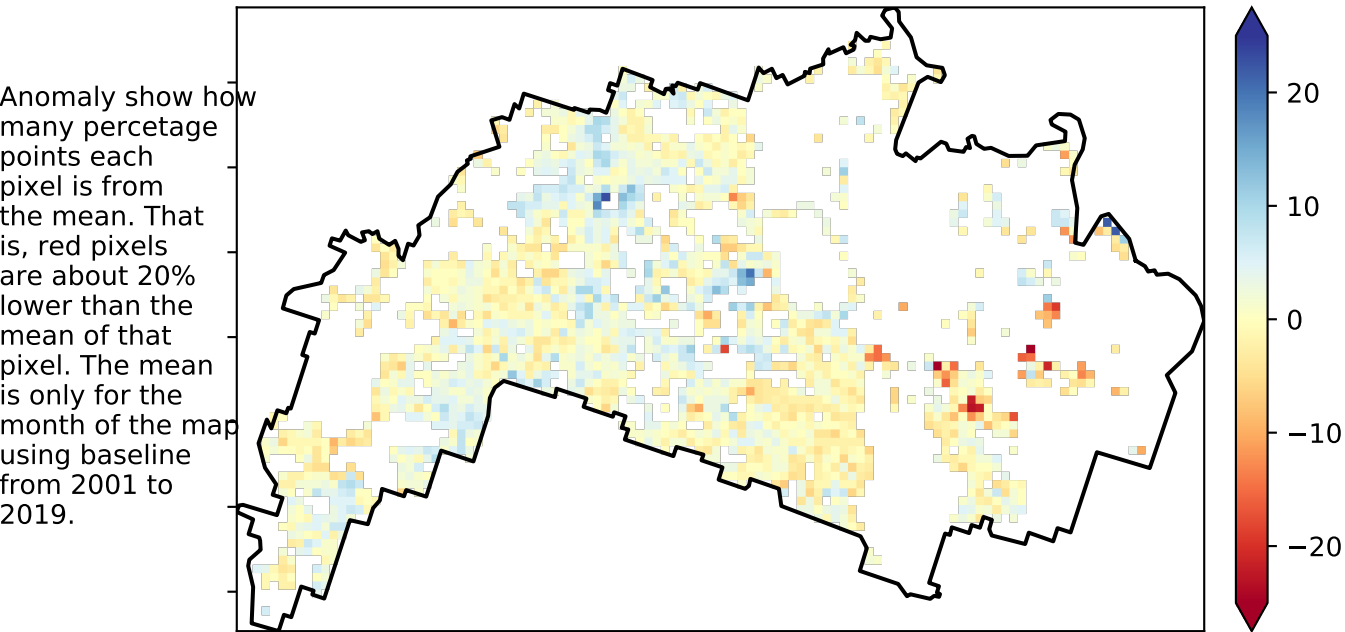 Anomaly show how
many percetage
points each
pixel is from
the mean. That
is, red pixels
are about 20%
lower than the
mean of that
pixel. The mean
is only for the
month of the map
using baseline
from 2001 to
2019.
20
10
0
−10
−20